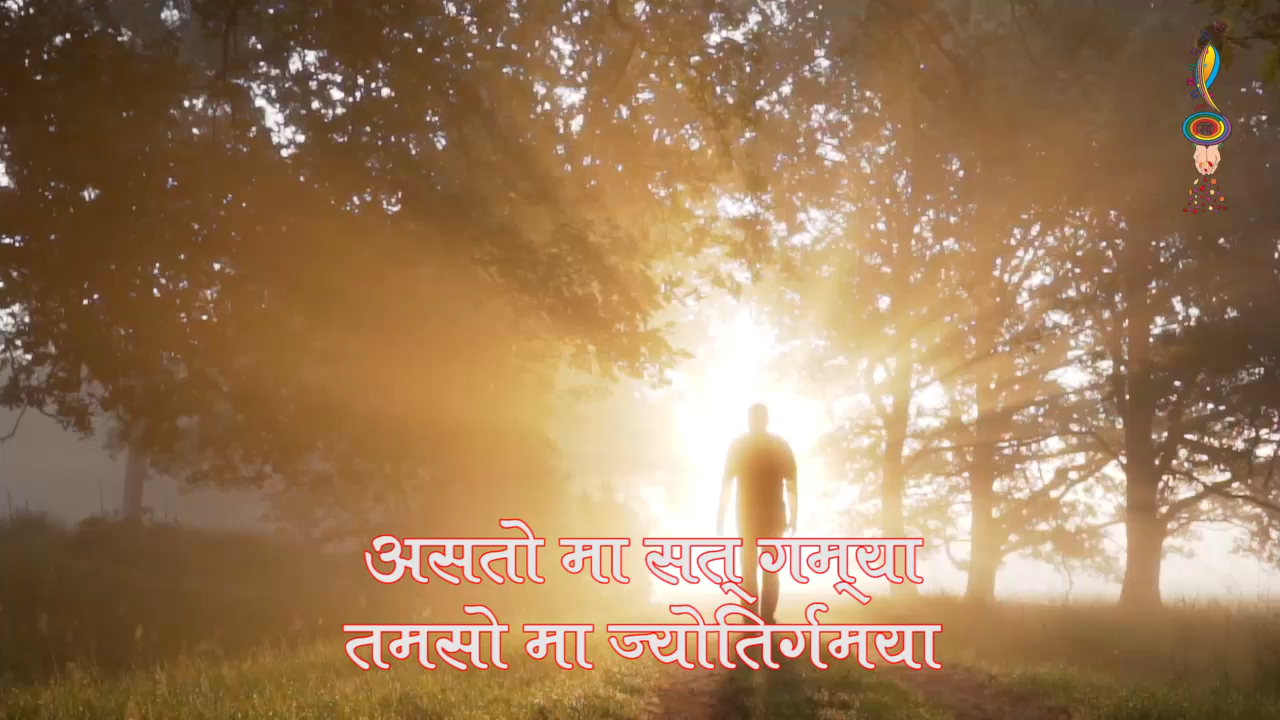 असतो मा सत् गम्‌या
तमसो मा ज्योतिर्गमया